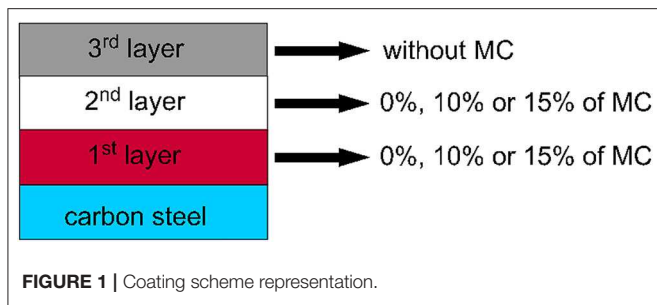 3rd layer → without MC
2nd layer → 0%, 10% or 15% of MC
1st layer → 0%, 10% or 15% of MC
carbon steel
FIGURE 1 | Coating scheme representation.